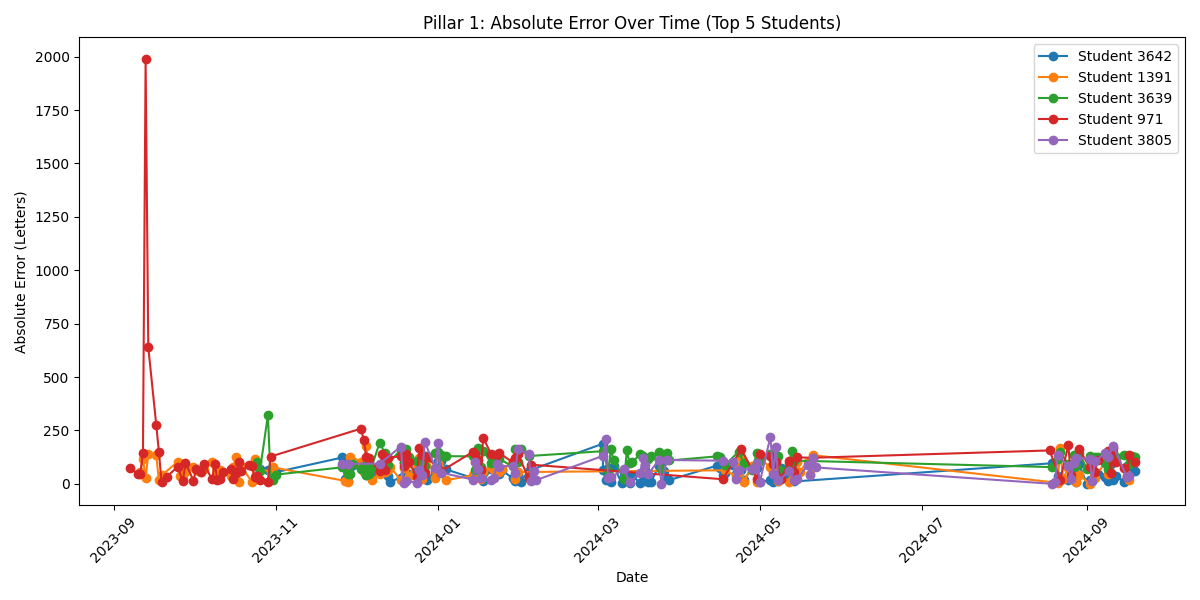 Pillar 1: Absolute Error Over Time (Top 5 Students)
Absolute Error (Letters)
2000
1750
1500
1250
1000
750
500
250
0
Student 3642
Student 1391
Student 3639
Student 971
Student 3805
2023-09
2023-11
2024-01
2024-03
2024-05
2024-07
2024-09
Date